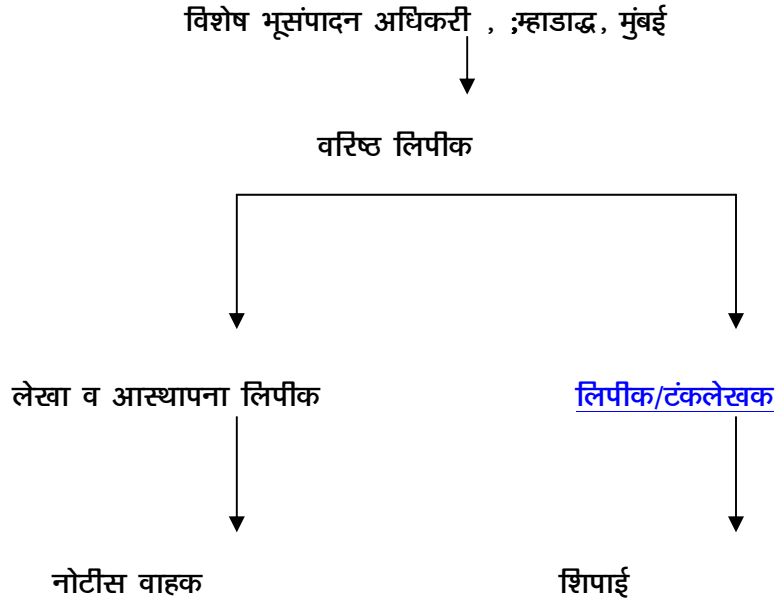 विशेष भूसंपादन अधिकरी , ;म्हाडाद्ध, मुंबई
वरिष्ठ लिपीक
लेखा व आस्थापना लिपीक लिपीक/टंकलेखक
नोटीस वाहक शिपाई